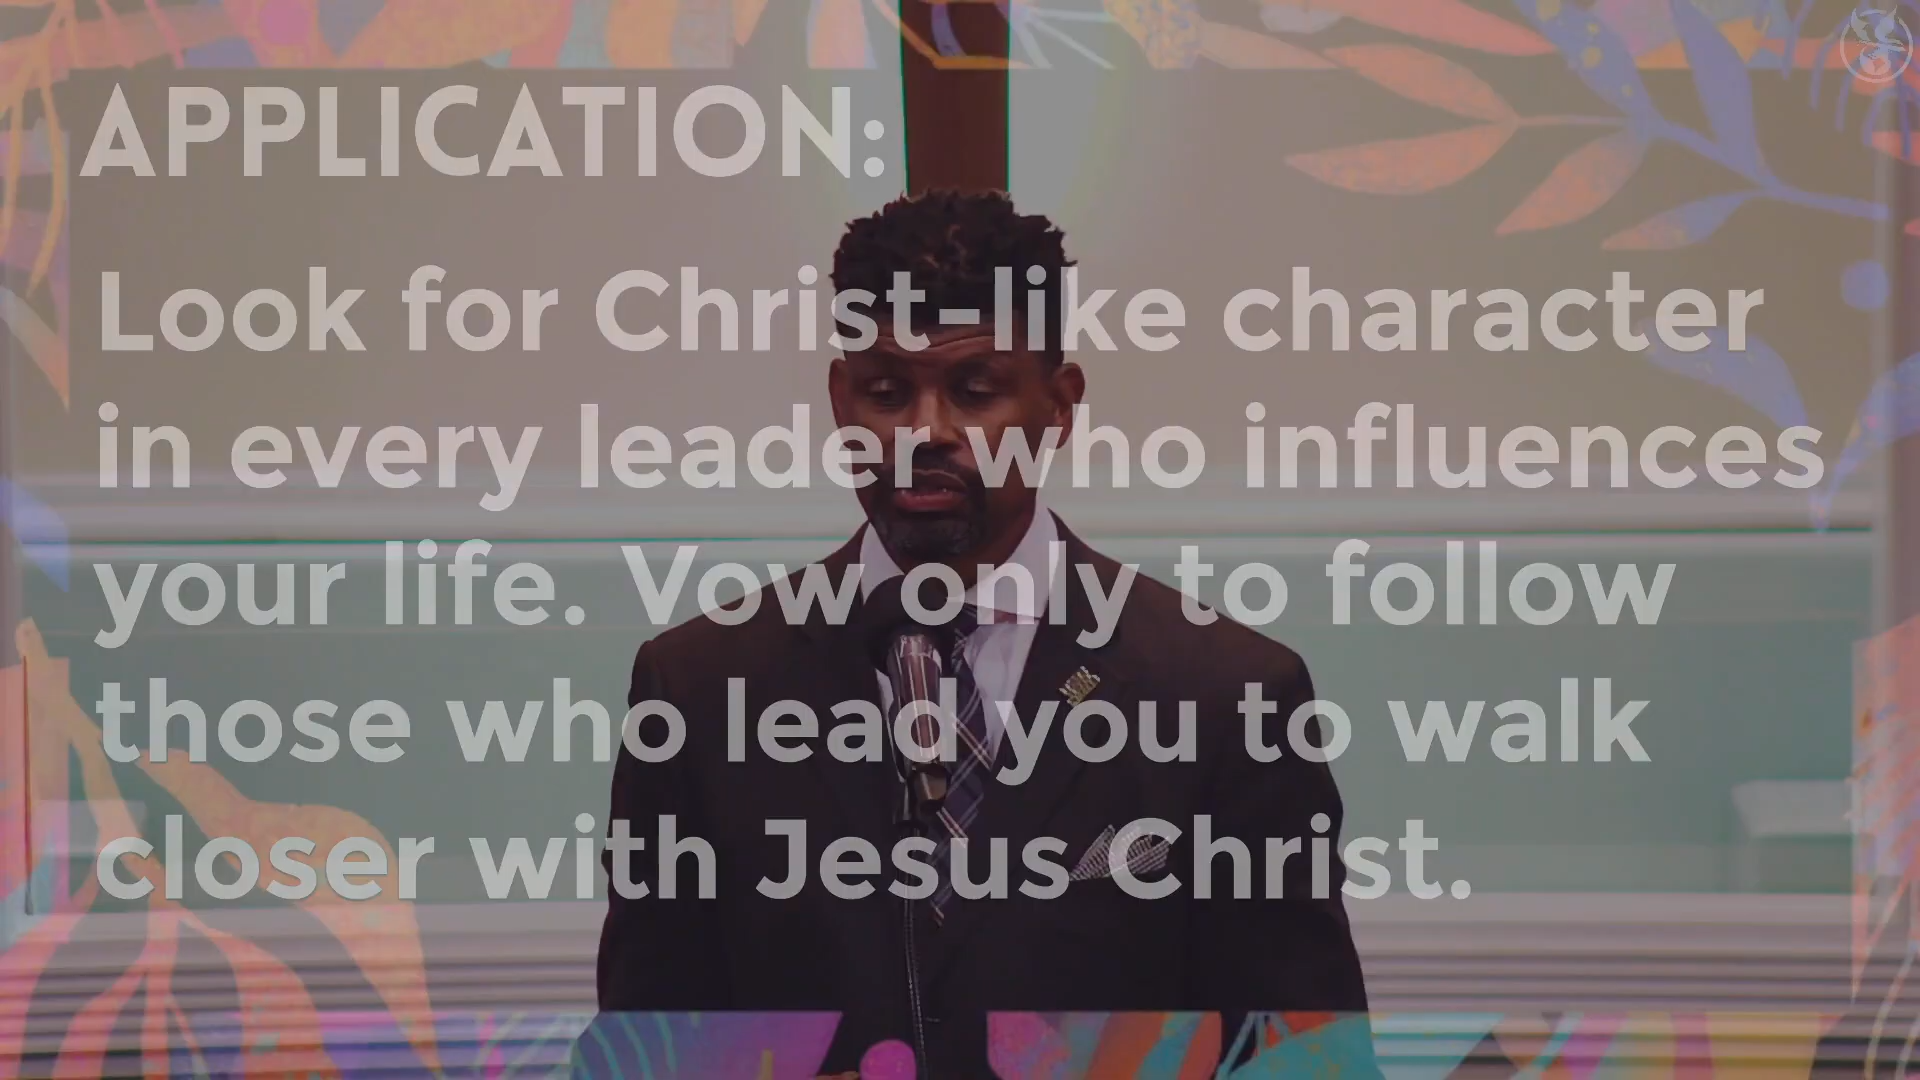 APPLICATION:
Look for Christ-like character
in every leader who influences
your life. Vow only to follow
those who lead you to walk
closer with Jesus Christ.